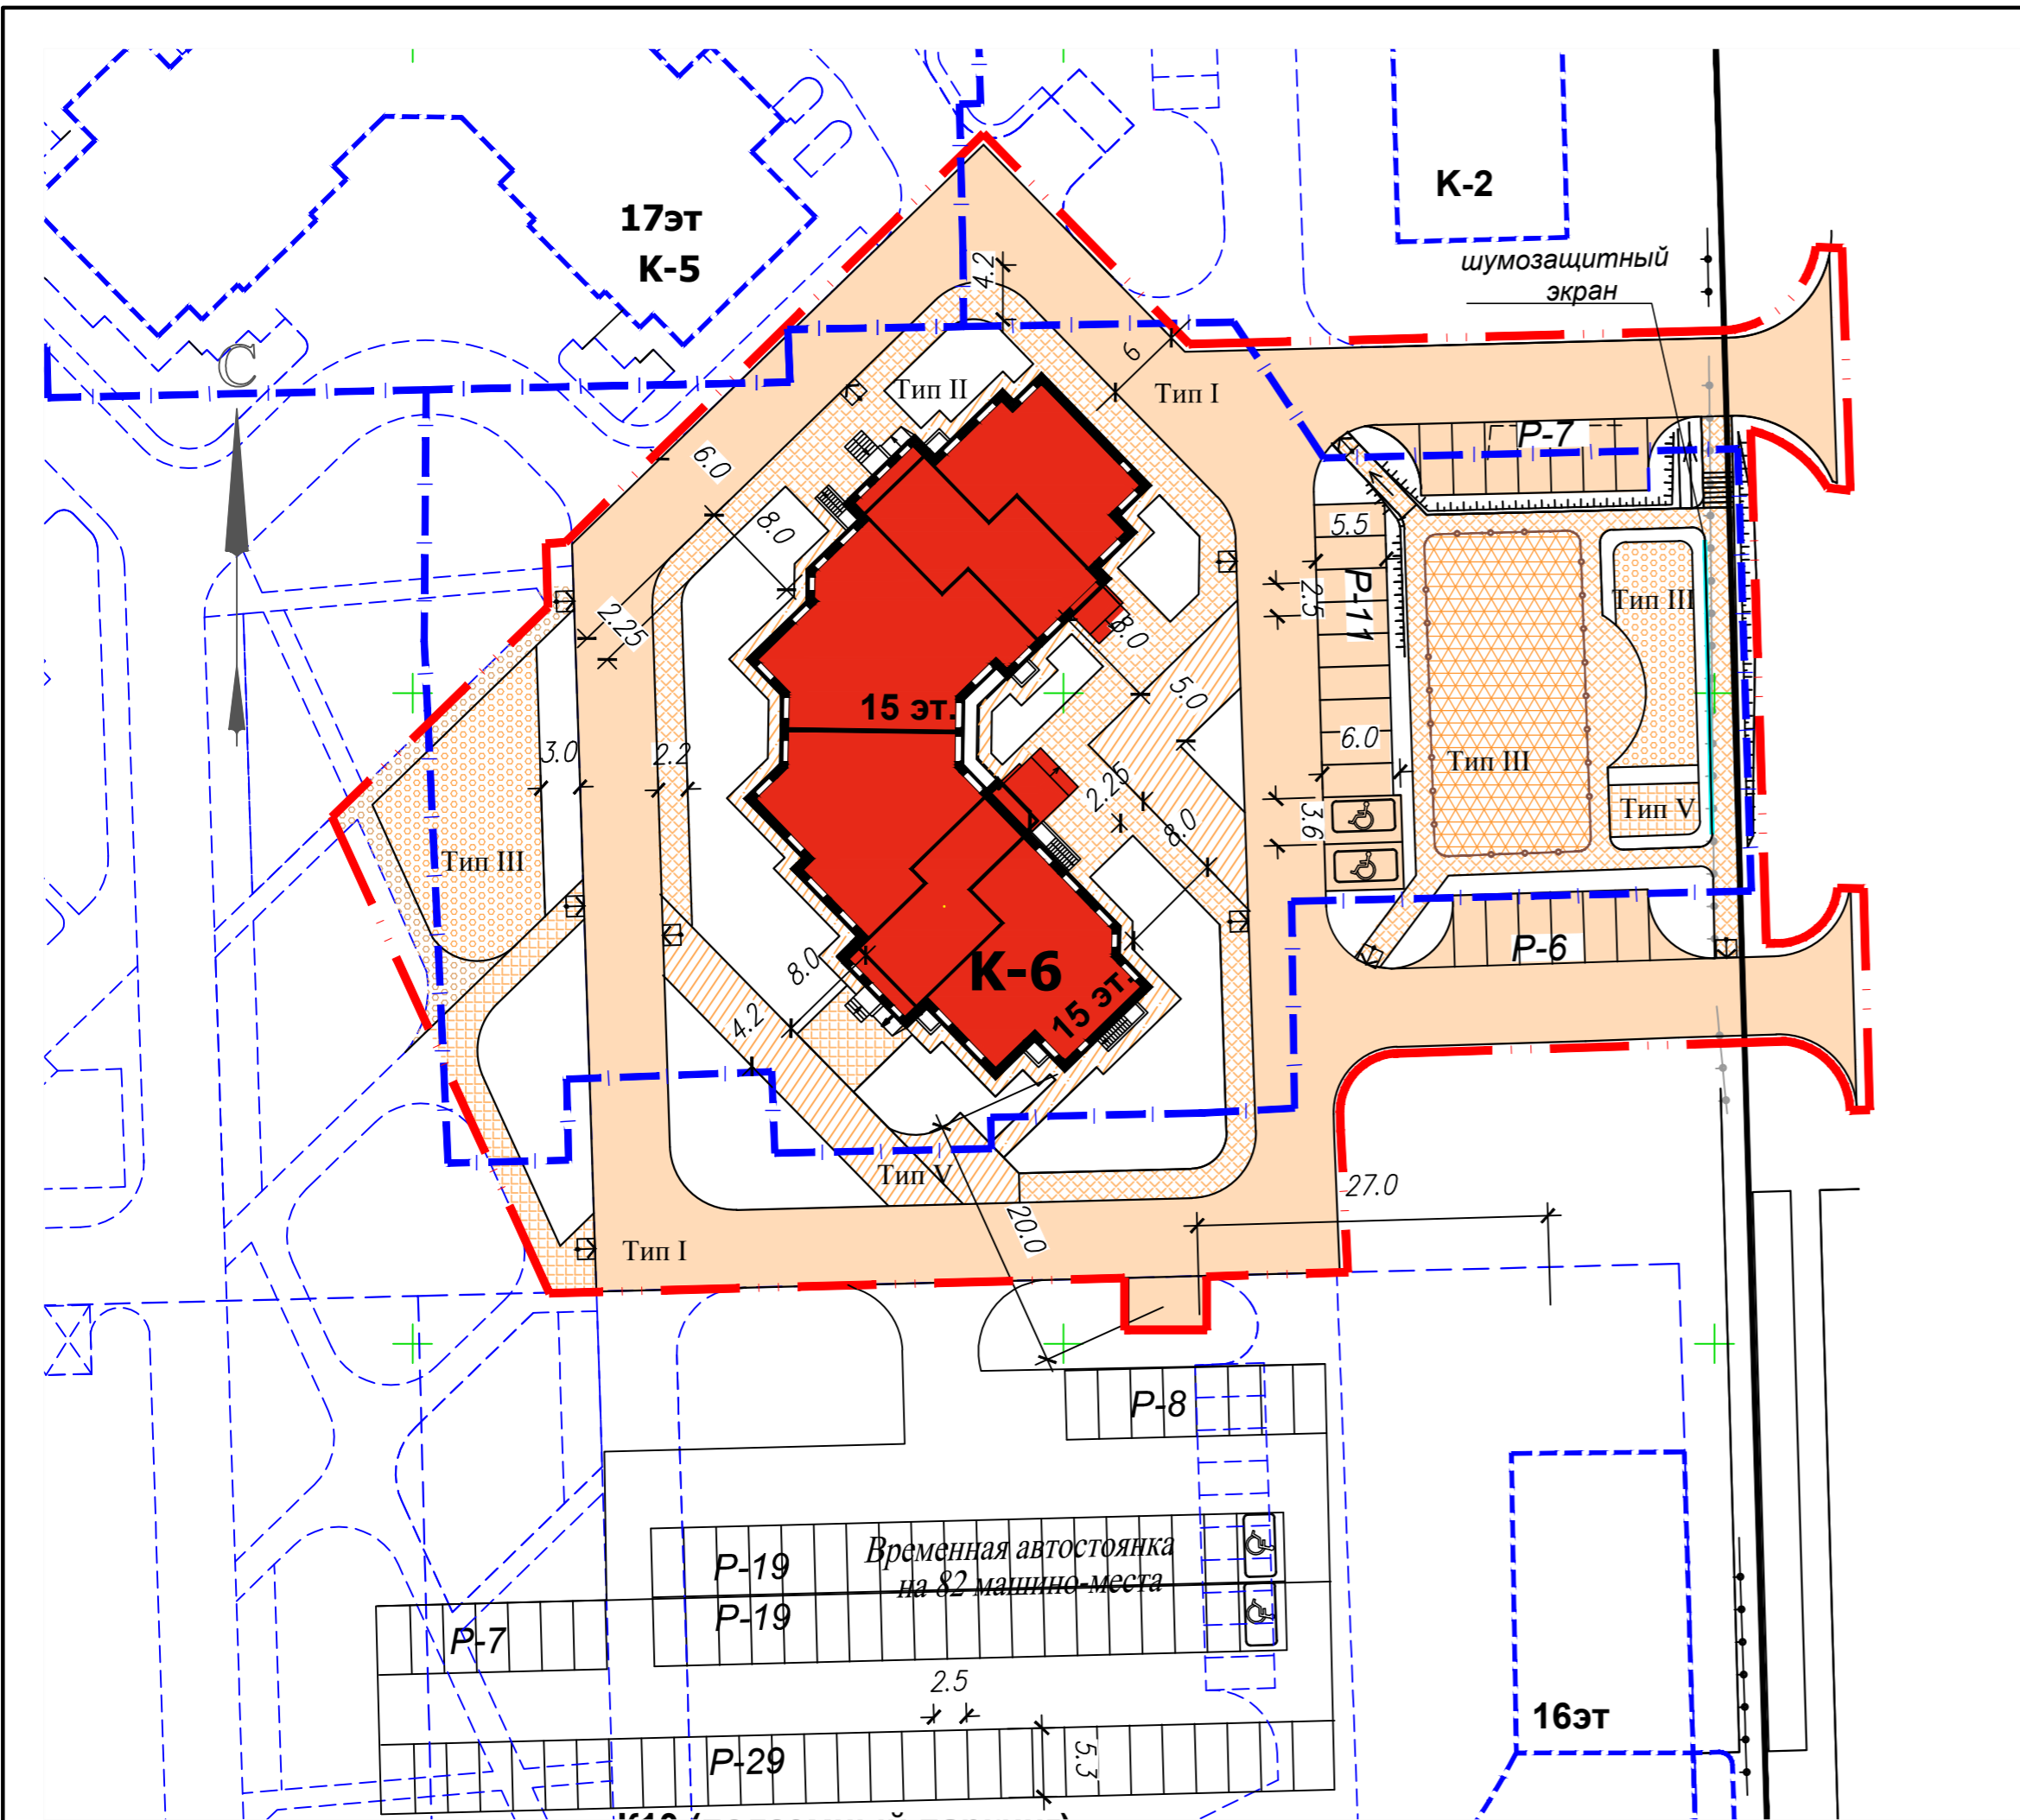 17эт
К-5
К-2
шумозащитный
экран
С
4.2
6
Тип II
Тип I
Р-7
6.0
8.0
5.5
2.5
Р-11
2.25
8.0
Тип III
15 эт.
5.0
3.0
2.2
6.0
Тип III
2.25
8.0
3.6
Тип V
Тип III
8.0
К-6
15 эт.
Р-6
4.2
Тип V
20.0
27.0
Тип I
Р-8
Временная автостоянка
на 82 машино-места
Р-19
Р-19
Р-7
2.5
16эт
Р-29
5.3